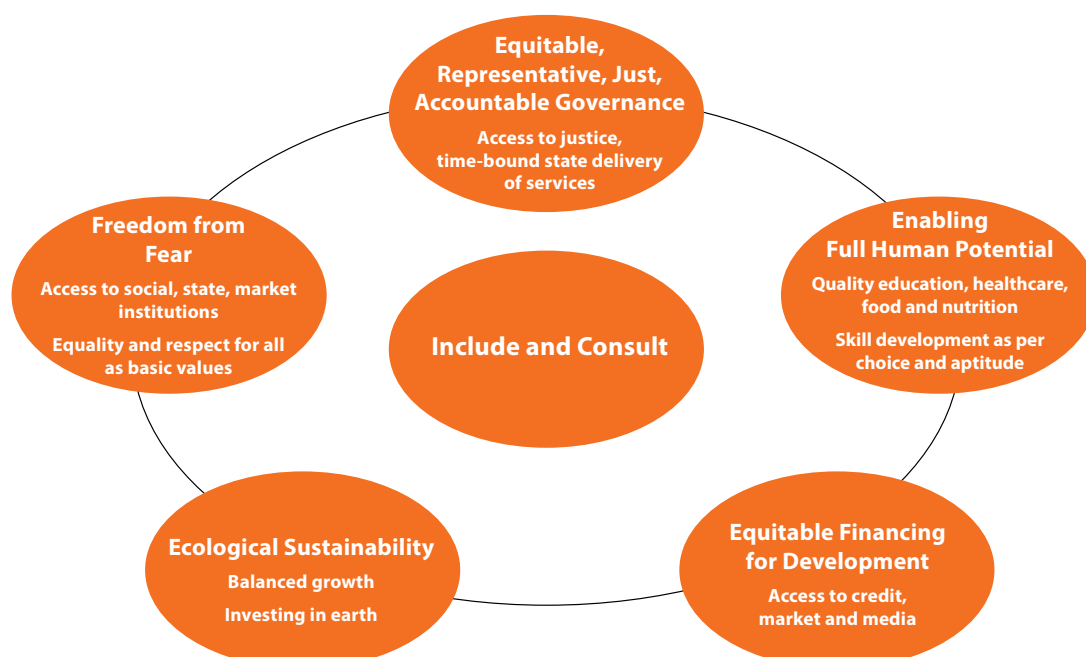 Equitable,
Representative, Just,
Accountable Governance
Access to justice,
time-bound state delivery
of services
Freedom from
Fear
Access to social, state, market
institutions
Equality and respect for all
as basic values
Enabling
Full Human Potential
Quality education, healthcare,
food and nutrition
Skill development as per
choice and aptitude
Include and Consult
Ecological Sustainability
Balanced growth
Investing in earth
Equitable Financing
for Development
Access to credit,
market and media